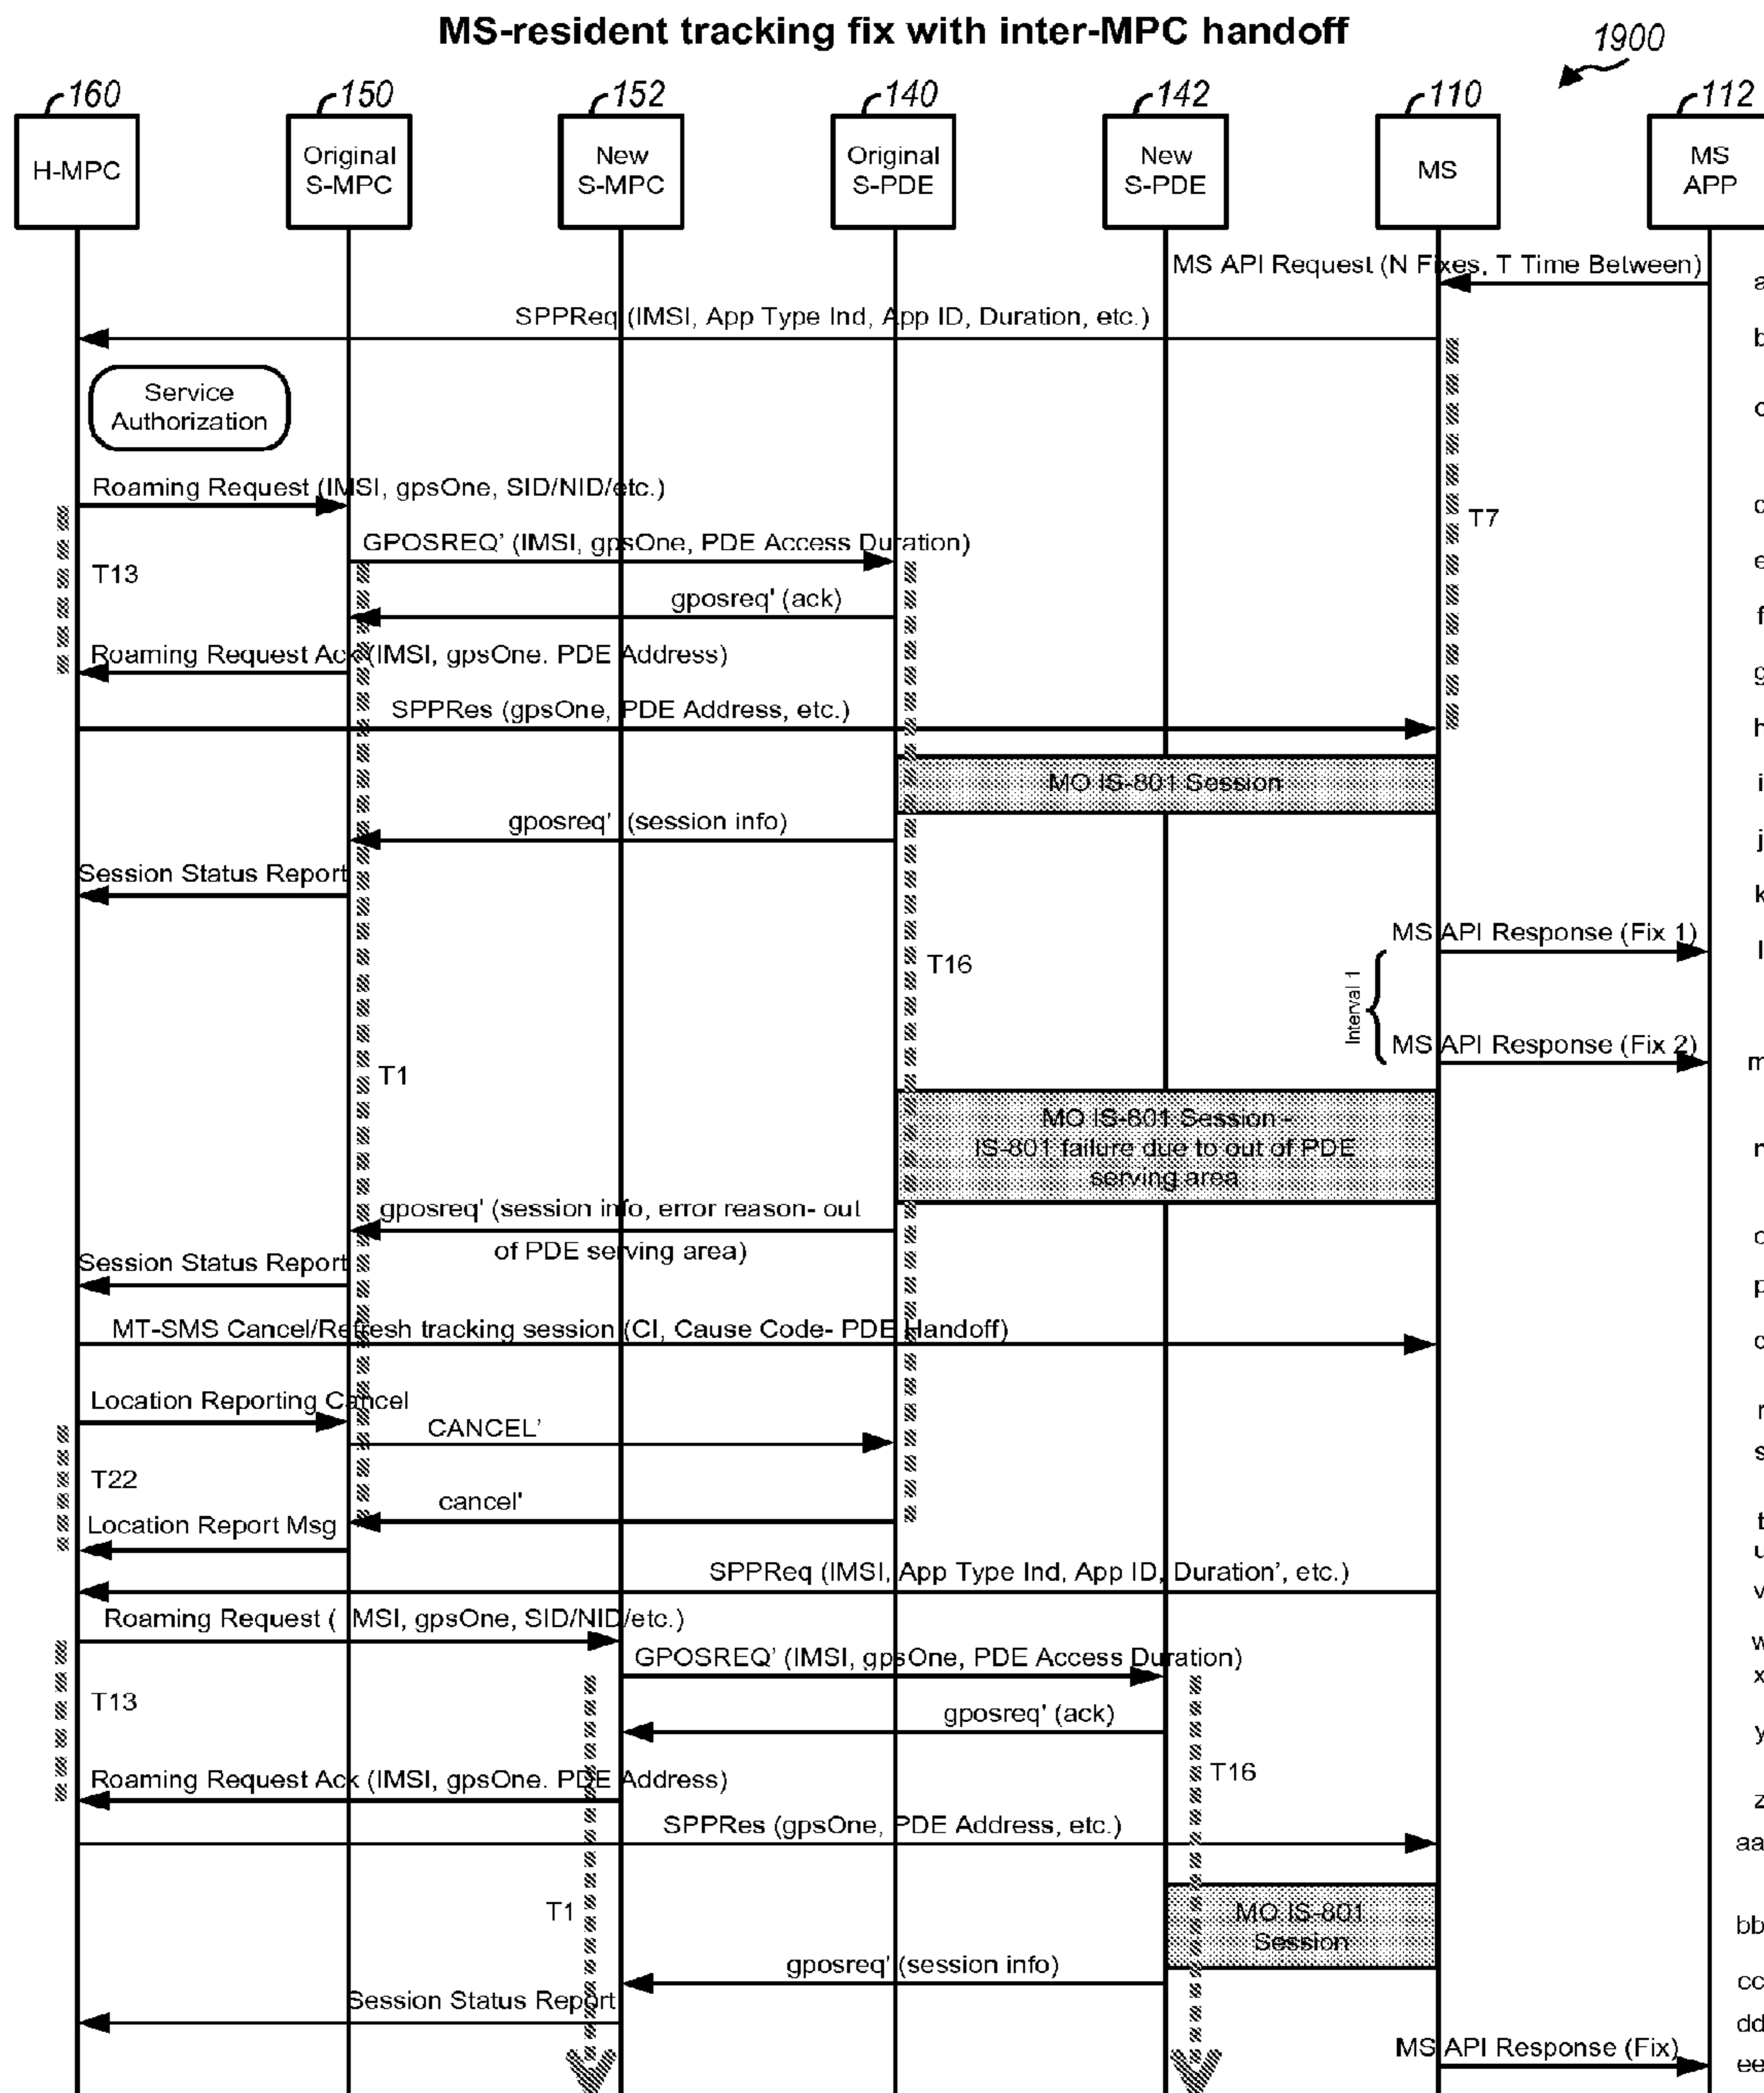 MS-resident tracking fix with inter-MPC handoff
1900
160
150
152
140
142
110
112
H-MPC
Original
S-MPC
New
S-MPC
Original
S-PDE
New
S-PDE
MS
MS
APP
MS API Request (N Fixes, T Time Between)
a
SPPReq (IMSI, App Type Ind, App ID, Duration, etc.)
b
Service
Authorization
c
Roaming Request (IMSI, gpsOne, SID/NID/etc.)
d
T7
GPOSREQ' (IMSI, gpsOne, PDE Access Duration)
e
T13
gposreq' (ack)
f
Roaming Request Ack (IMSI, gpsOne. PDE Address)
g
SPPRes (gpsOne, PDE Address, etc.)
h
MO IS-801 Session
i
gposreq' (session info)
j
Session Status Report
k
MS API Response (Fix 1)
l
T16
Interval 1
MS API Response (Fix 2)
m
T1
MO IS-801 Session -
IS-801 failure due to out of PDE
serving area
n
gposreq' (session info, error reason- out
of PDE serving area)
o
Session Status Report
p
MT-SMS Cancel/Refresh tracking session (CI, Cause Code- PDE Handoff)
q
Location Reporting Cancel
r
CANCEL'
s
T22
cancel'
t
Location Report Msg
u
SPPReq (IMSI, App Type Ind, App ID, Duration', etc.)
v
Roaming Request ( MSI, gpsOne, SID/NID/etc.)
w
GPOSREQ' (IMSI, gpsOne, PDE Access Duration)
x
T13
gposreq' (ack)
y
T16
Roaming Request Ack (IMSI, gpsOne. PDE Address)
z
SPPRes (gpsOne, PDE Address, etc.)
aa
T1
MO IS-801
Session
bb
gposreq' (session info)
cc
Session Status Report
dd
MS API Response (Fix)
ee